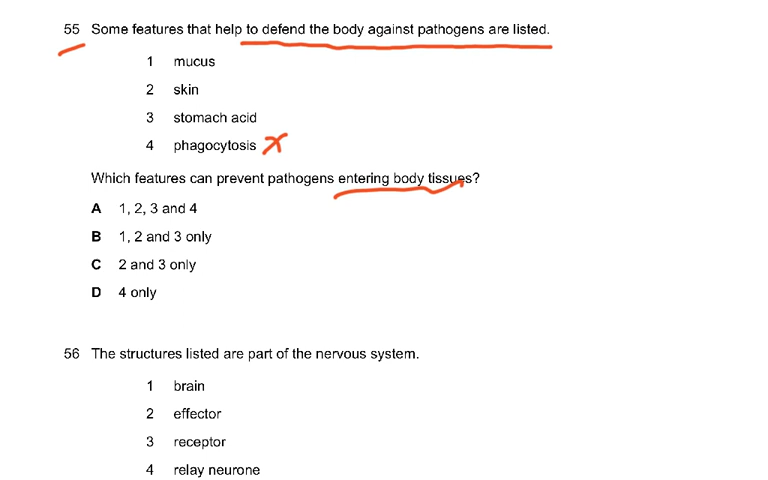 55 Some features that help to defend the body against pathogens are listed.
1 mucus
2 skin
3 stomach acid
4 phagocytosis
Which features can prevent pathogens entering body tissues?
A 1, 2, 3 and 4
B 1, 2 and 3 only
C 2 and 3 only
D 4 only
56 The structures listed are part of the nervous system.
1 brain
2 effector
3 receptor
4 relay neurone